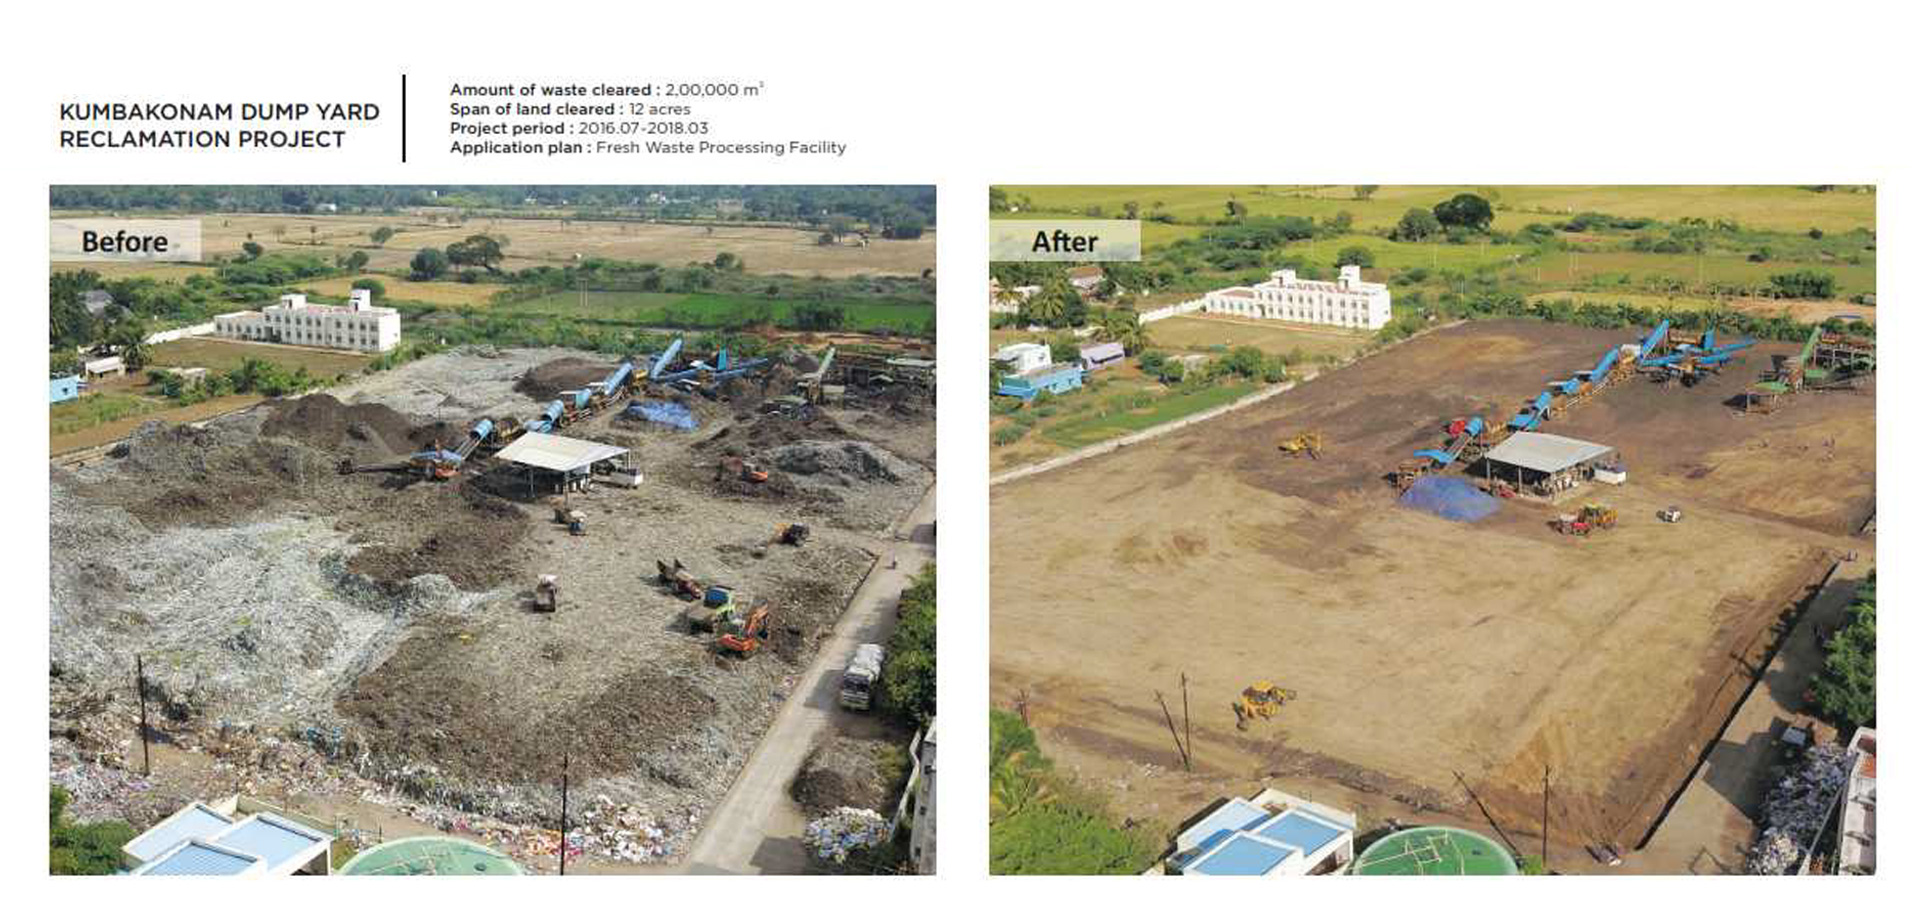 KUMBAKONAM DUMP YARD
RECLAMATION PROJECT
Amount of waste cleared : 2,00,000 m³
Span of land cleared : 12 acres
Project period : 2016.07-2018.03
Application plan : Fresh Waste Processing Facility
Before
After